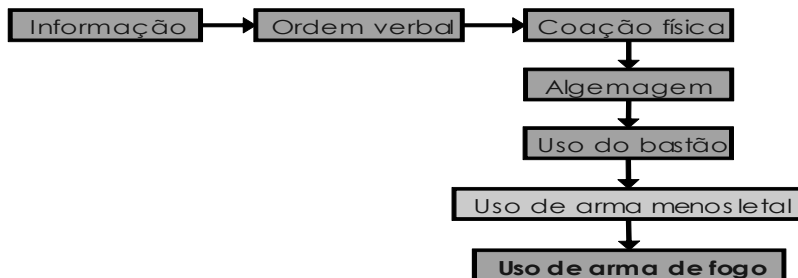 Informação
Ordem verbal
Coação física
Algemagem
Uso do bastão
Uso de arma menos letal
Uso de arma de fogo